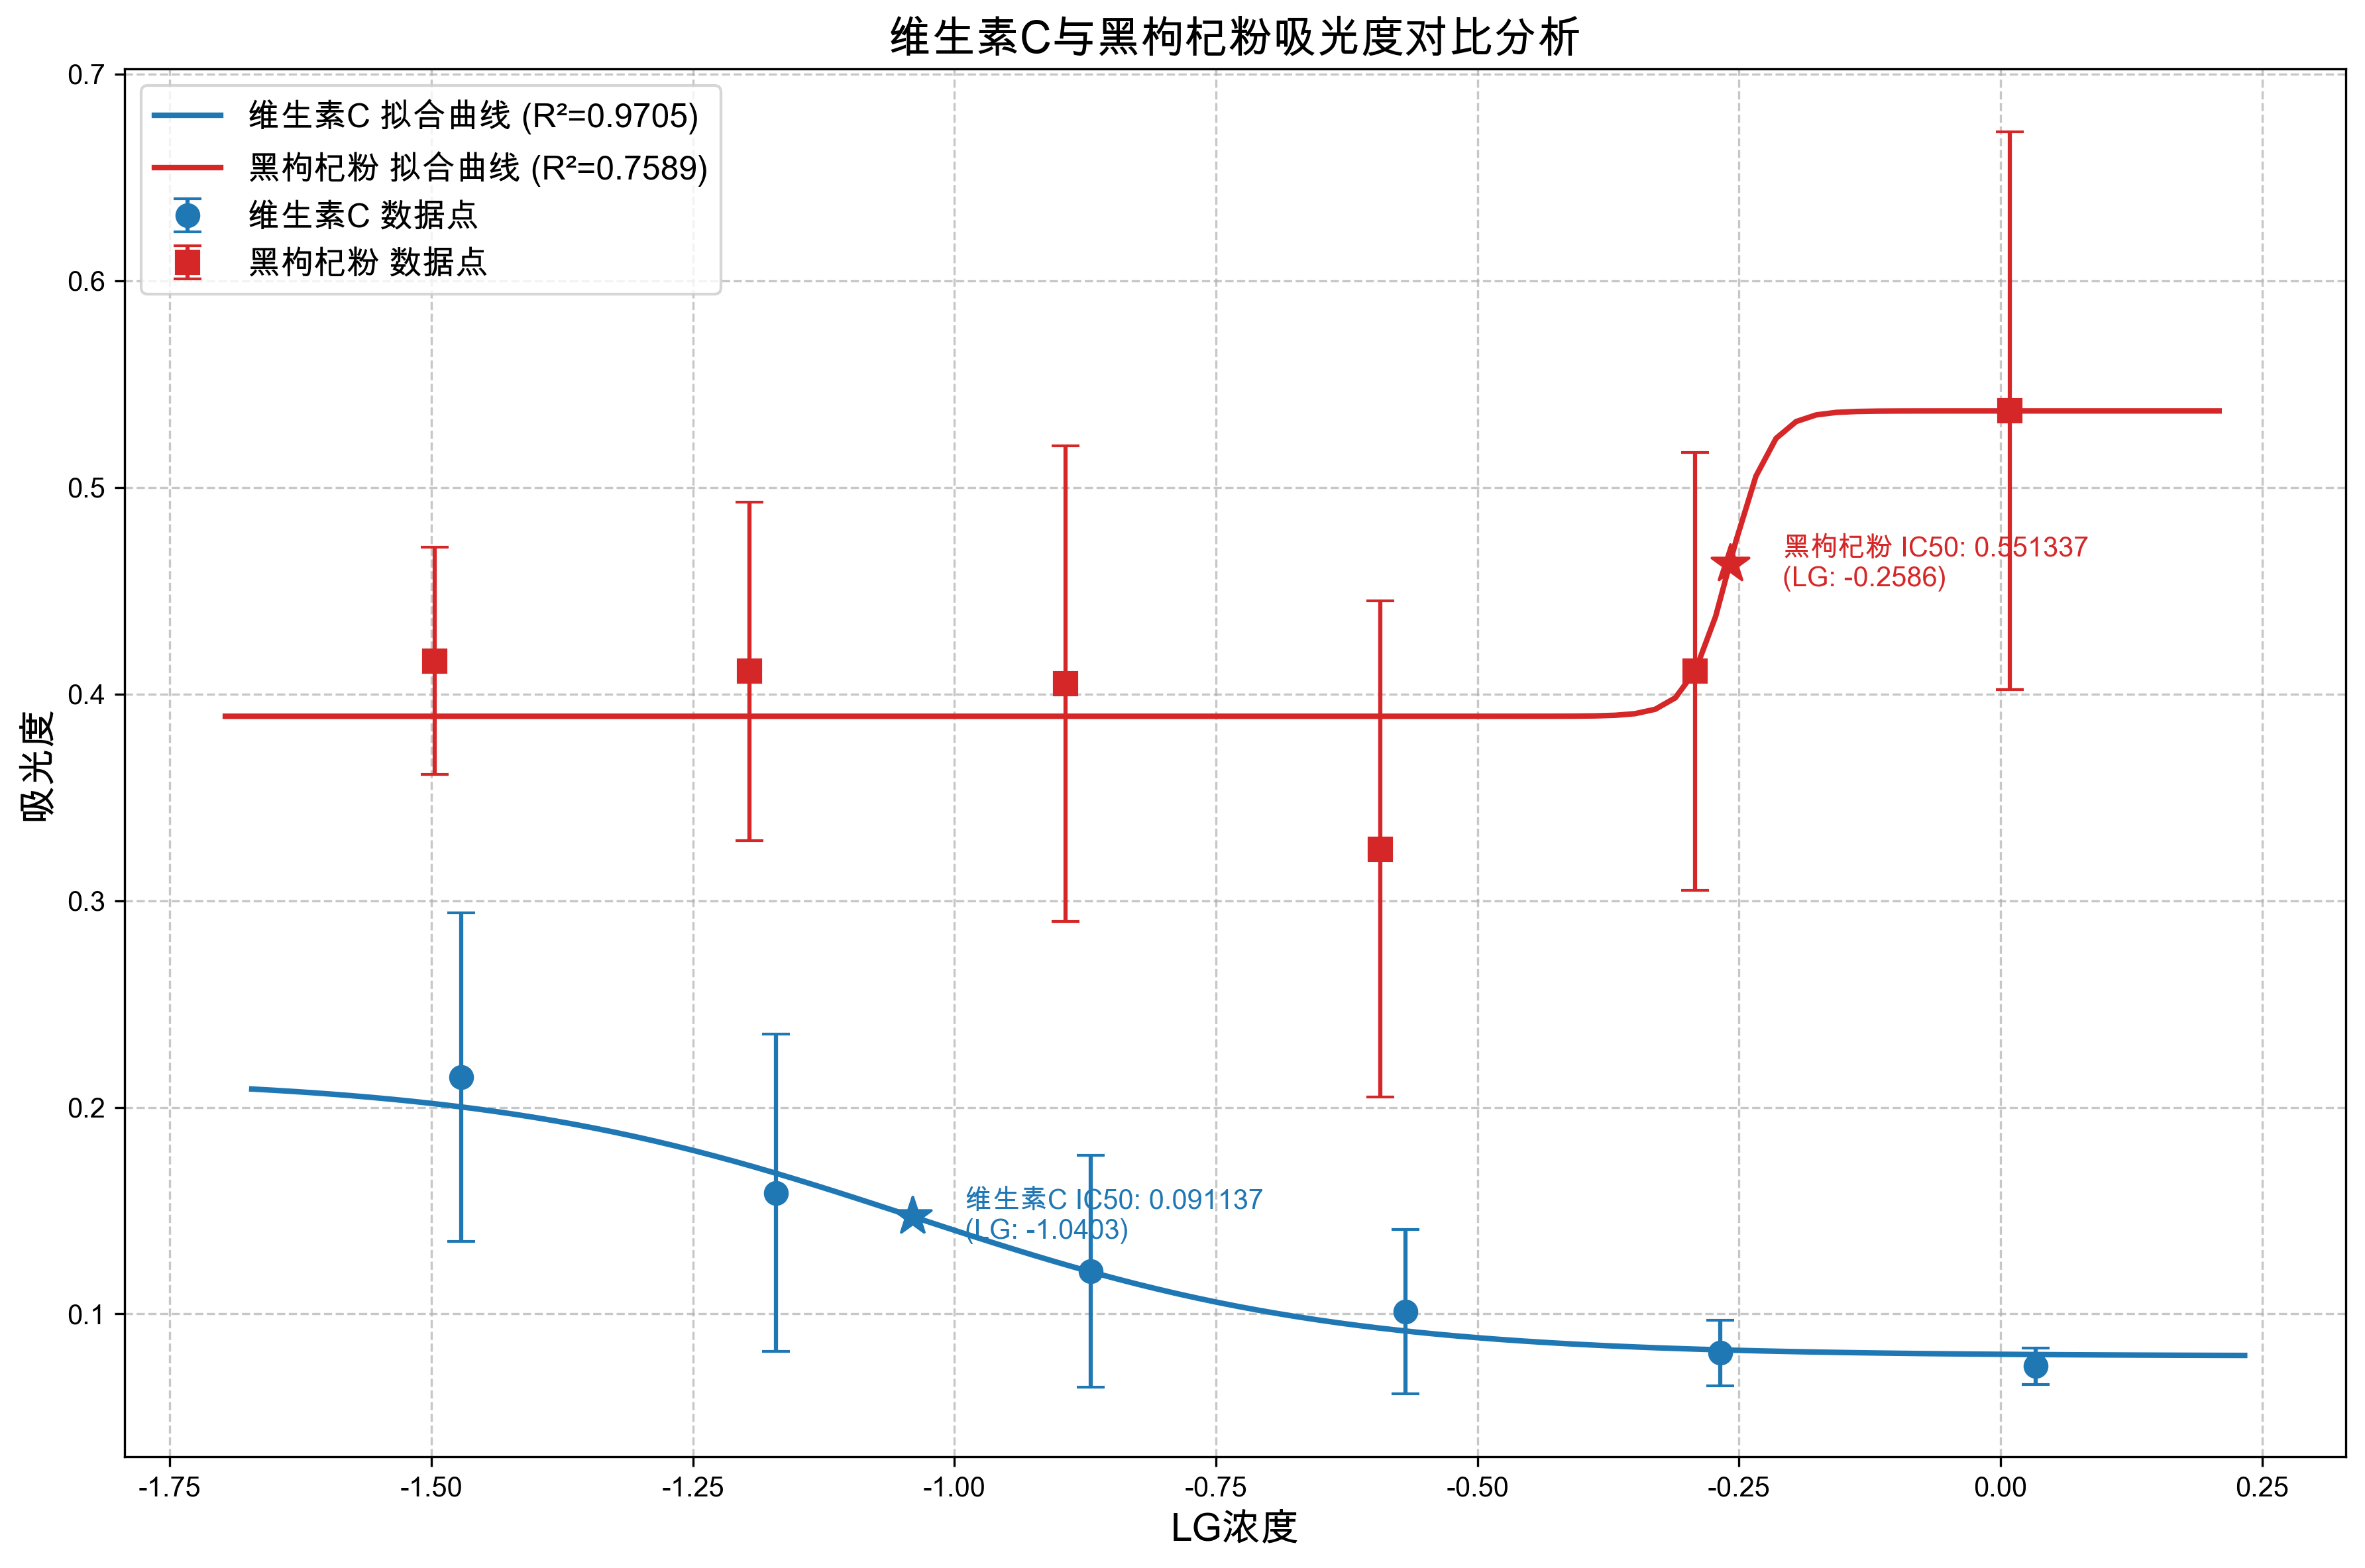 维生素C与黑枸杞粉吸光度对比分析
维生素C 拟合曲线 (R²=0.9705)
黑枸杞粉 拟合曲线 (R²=0.7589)
维生素C 数据点
黑枸杞粉 数据点
吸光度
0.7
0.6
0.5
0.4
0.3
0.2
0.1
黑枸杞粉 IC50: 0.551337
(LG: -0.2586)
维生素C IC50: 0.091137
(LG: -1.0403)
-1.75
-1.50
-1.25
-1.00
-0.75
-0.50
-0.25
0.00
0.25
LG浓度